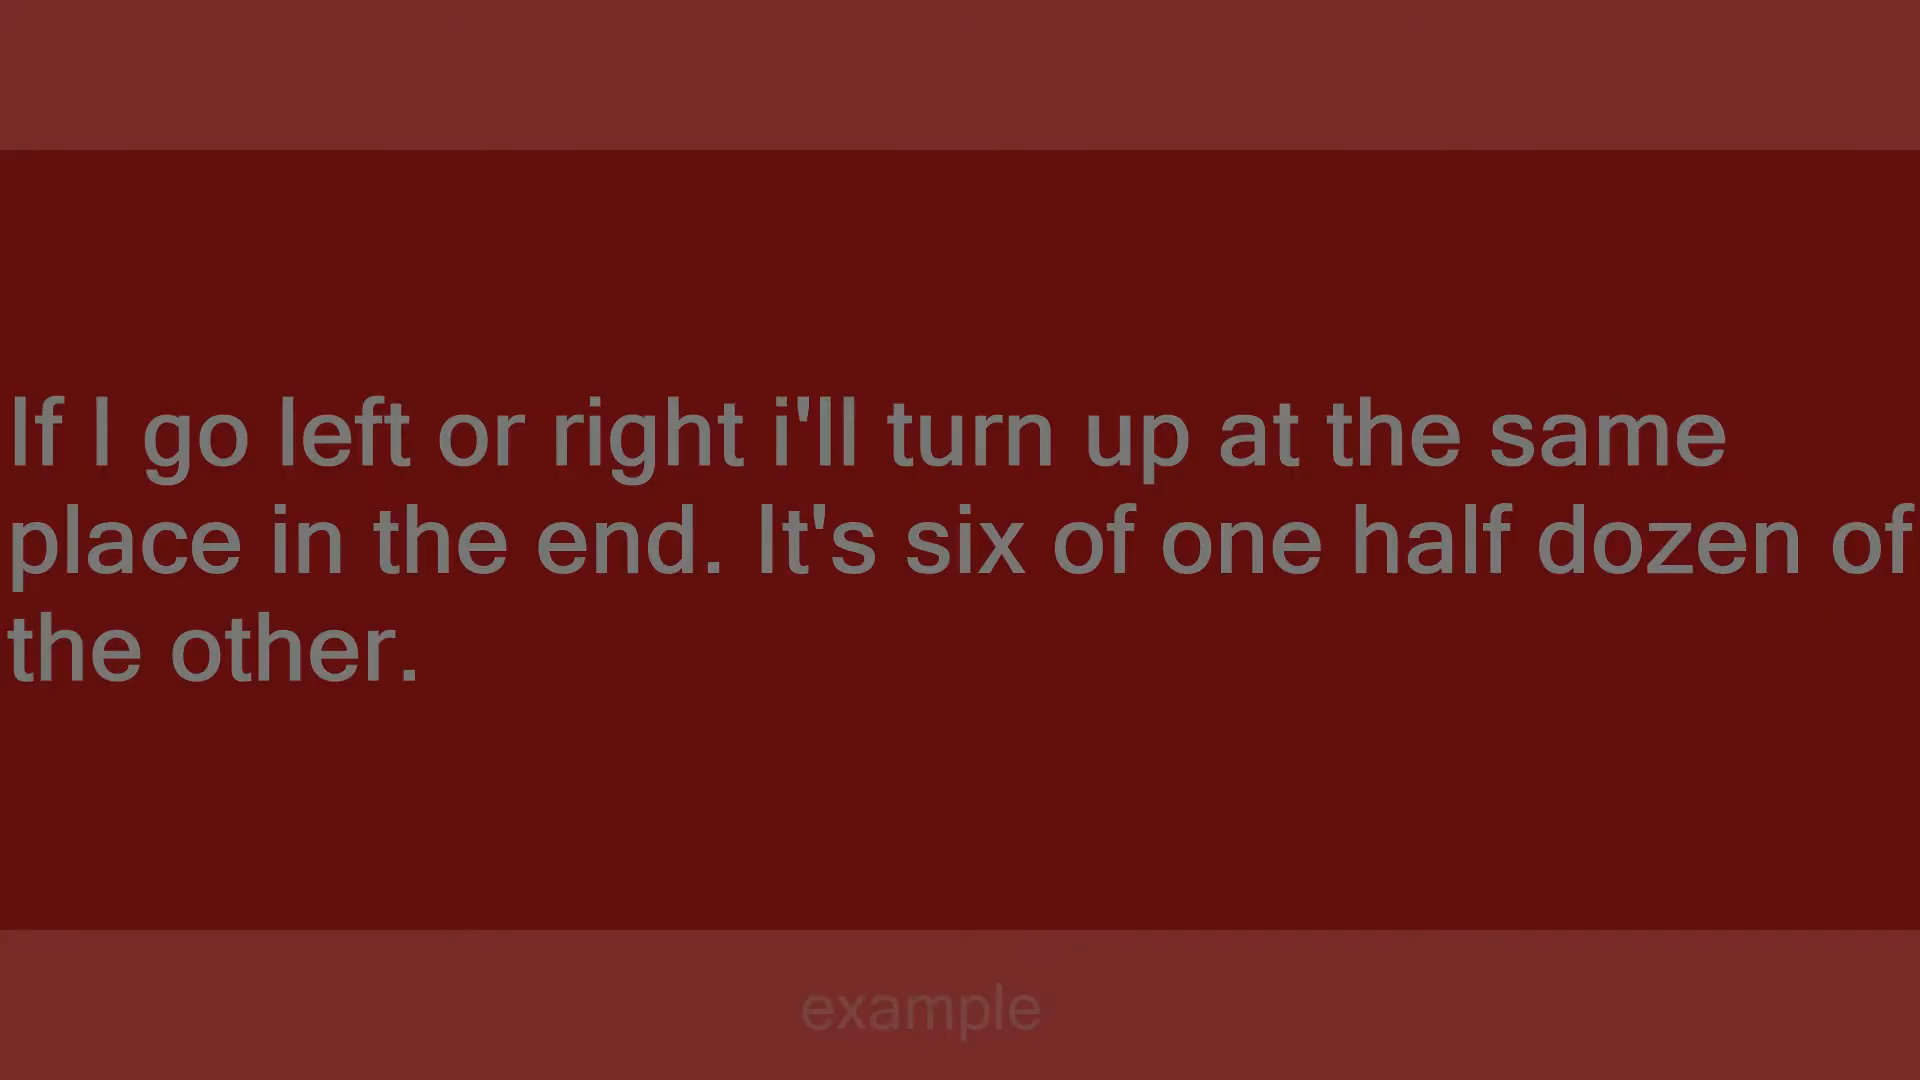 If I go left or right i'll turn up at the same
place in the end. It's six of one half dozen of
the other.
example